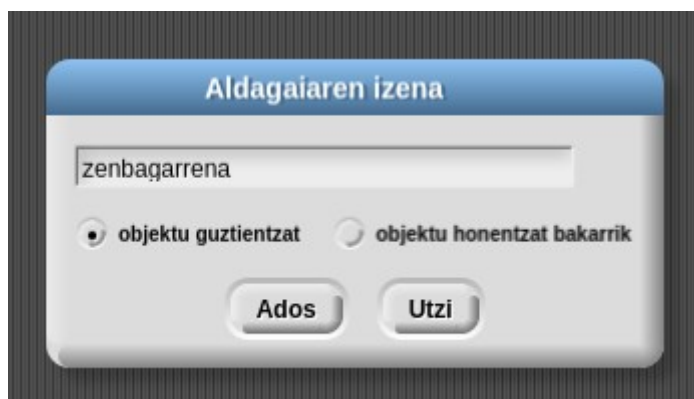 Aldagaiaren izena
zenbagarrena
objektu guztientzat objektu honentzat bakarrik
Ados Utzi